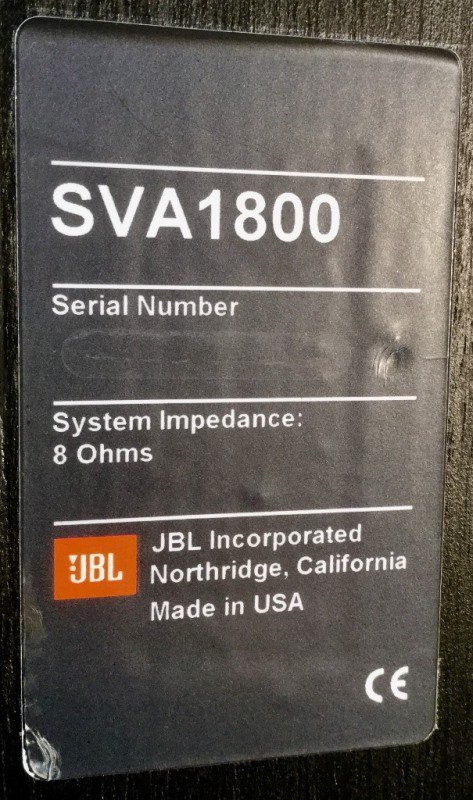 SVA1800
Serial Number
System Impedance:
8 Ohms
JBL
JBL Incorporated
Northridge, California
Made in USA
CE